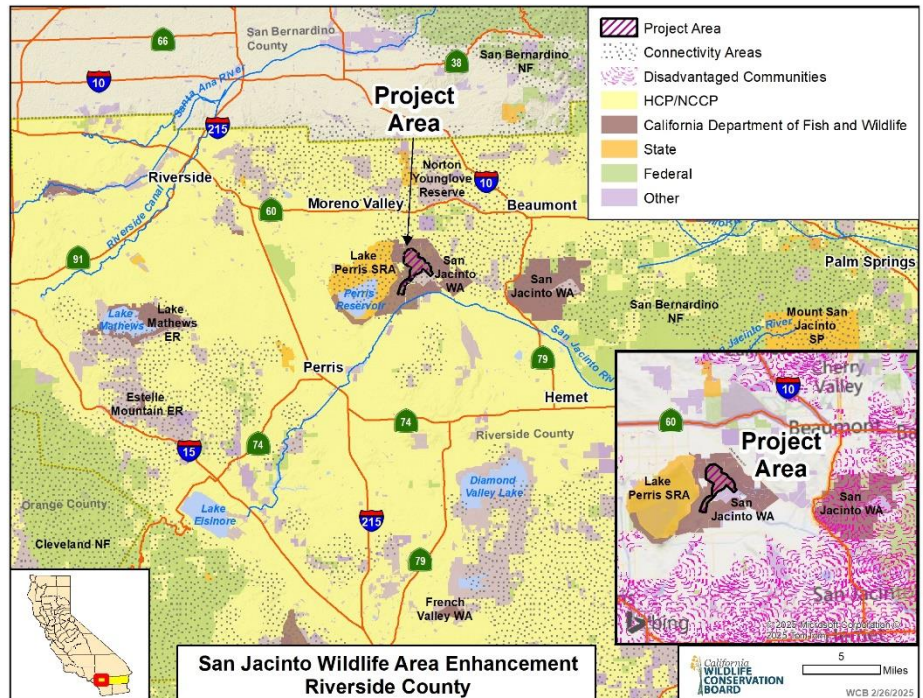 66
San Bernardino
County
38
San Bernardino
NF
10
Santa Ana River
215
Project
Area
Riverside
Norton
Younglove
Reserve
10
Riverside Canal
60
Moreno Valley
Beaumont
91
Lake
Perris SRA
San
Jacinto
WA
San
Jacinto WA
Palm Springs
Perris
Reservoir
San Bernardino
NF
Mount San
Jacinto
SP
Jacinto River
Lake
Mathews
Lake
Mathews
ER
San Jacinto Ri
Perris
79
Hemet
Estelle
Mountain ER
74
74
15
Riverside County
Orange County
Lake
Elsinore
215
Diamond
Valley Lake
Cleveland NF
79
French
Valley WA
Project Area
Connectivity Areas
Disadvantaged Communities
HCP/NCCP
California Department of Fish and Wildlife
State
Federal
Other
10
Cherry
Valley
60
Beaumont
Project
Area
Lake
Perris SRA
San
Jacinto WA
San
Jacinto WA
San Jacin
bing
© 2025 Microsoft Corporation ©
2025 TomTom
San Jacinto Wildlife Area Enhancement
Riverside County
California
WILDLIFE
CONSERVATION
BOARD
5
Miles
WCB 2/26/2025